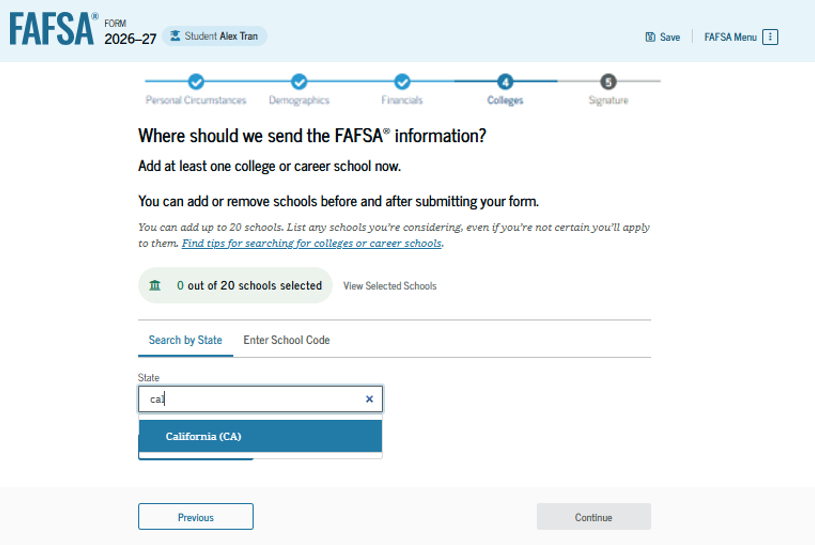 FAFSA® FORM
2026–27
Student Alex Tran
Save
FAFSA Menu
4
5
Personal Circumstances
Demographics
Financials
Colleges
Signature
Where should we send the FAFSA® information?
Add at least one college or career school now.
You can add or remove schools before and after submitting your form.
You can add up to 20 schools. List any schools you're considering, even if you're not certain you'll apply
to them. Find tips for searching for colleges or career schools.
0 out of 20 schools selected
View Selected Schools
Search by State
Enter School Code
State
cal
California (CA)
Previous
Continue